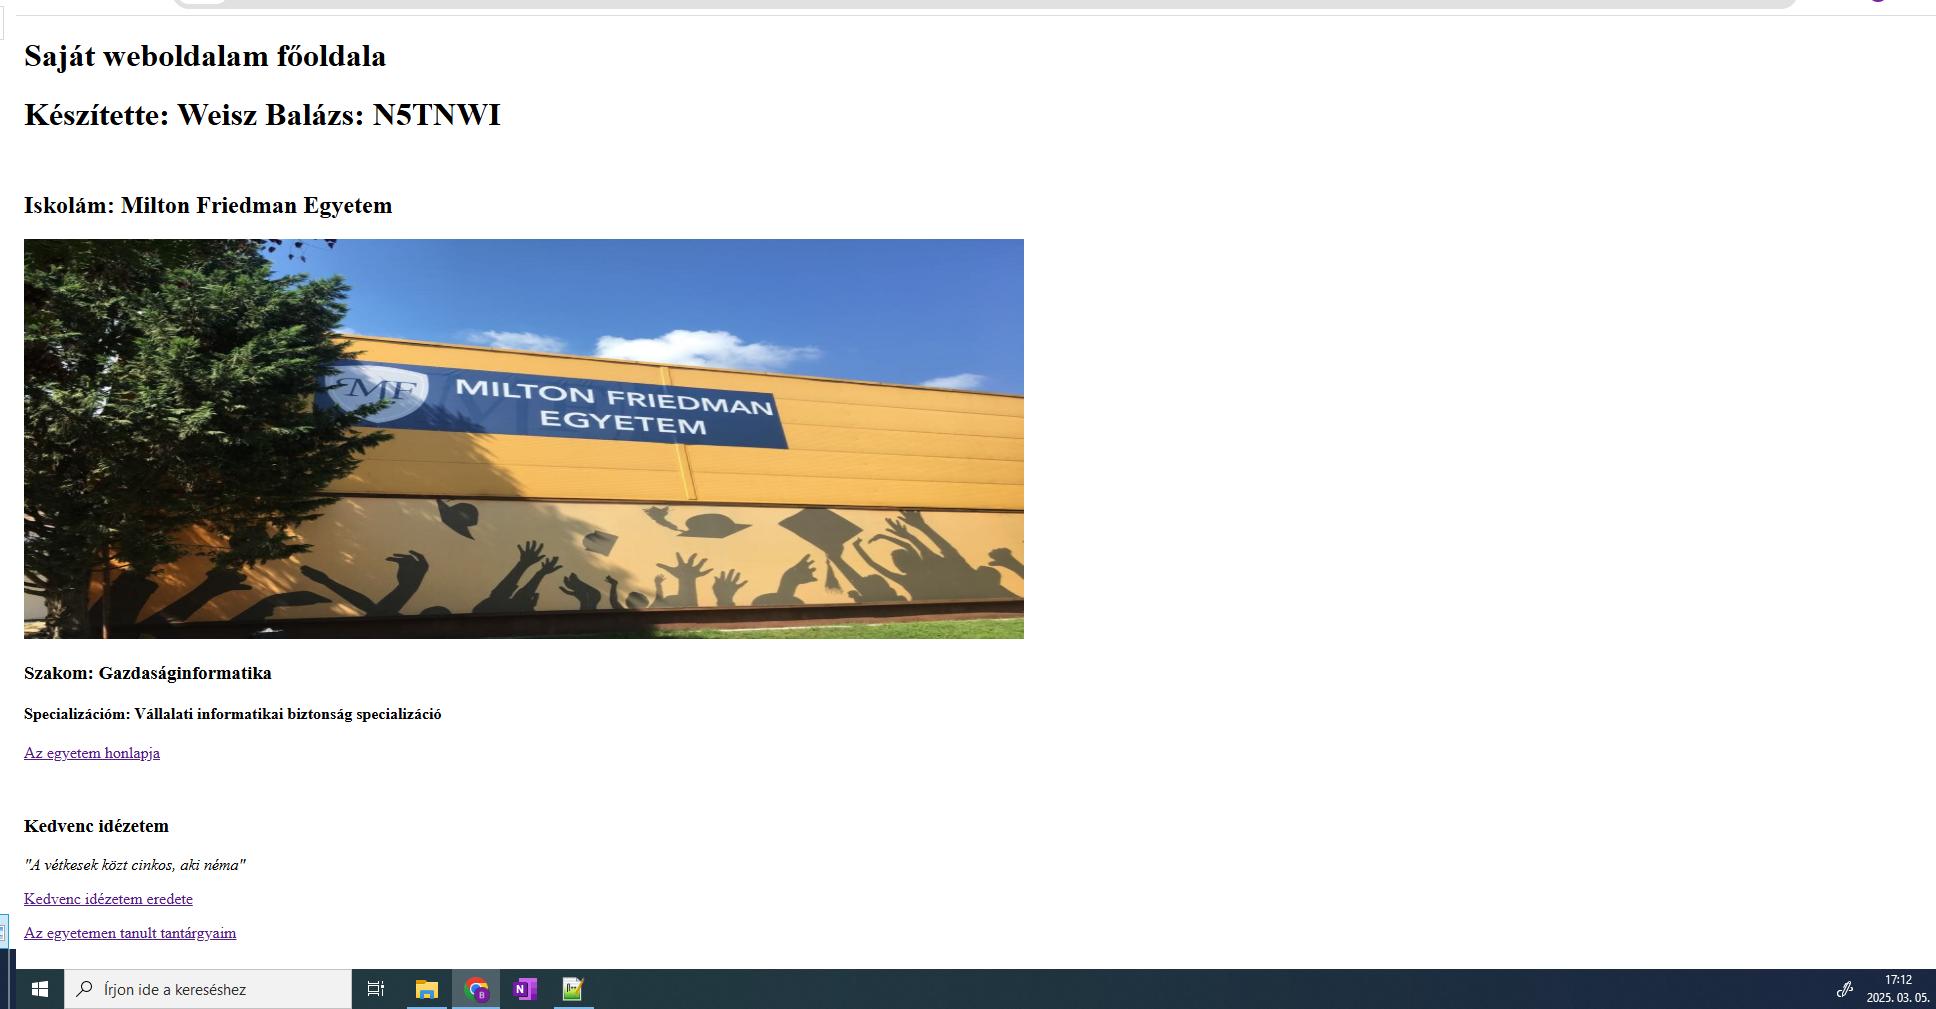 Saját weboldalam főoldala
Készítette: Weisz Balázs: N5TNWI
Iskolám: Milton Friedman Egyetem
MF
MILTON FRIEDMAN
EGYETEM
Szakom: Gazdaságinformatika
Specializációm: Vállalati informatikai biztonság specializáció
Az egyetem honlapja
Kedvenc idézetem
"A vétkesek közt cinkos, aki néma"
Kedvenc idézetem eredete
Az egyetemen tanult tantárgyaim
Írjon ide a kereséshez
B
N
17:12
2025. 03. 05.